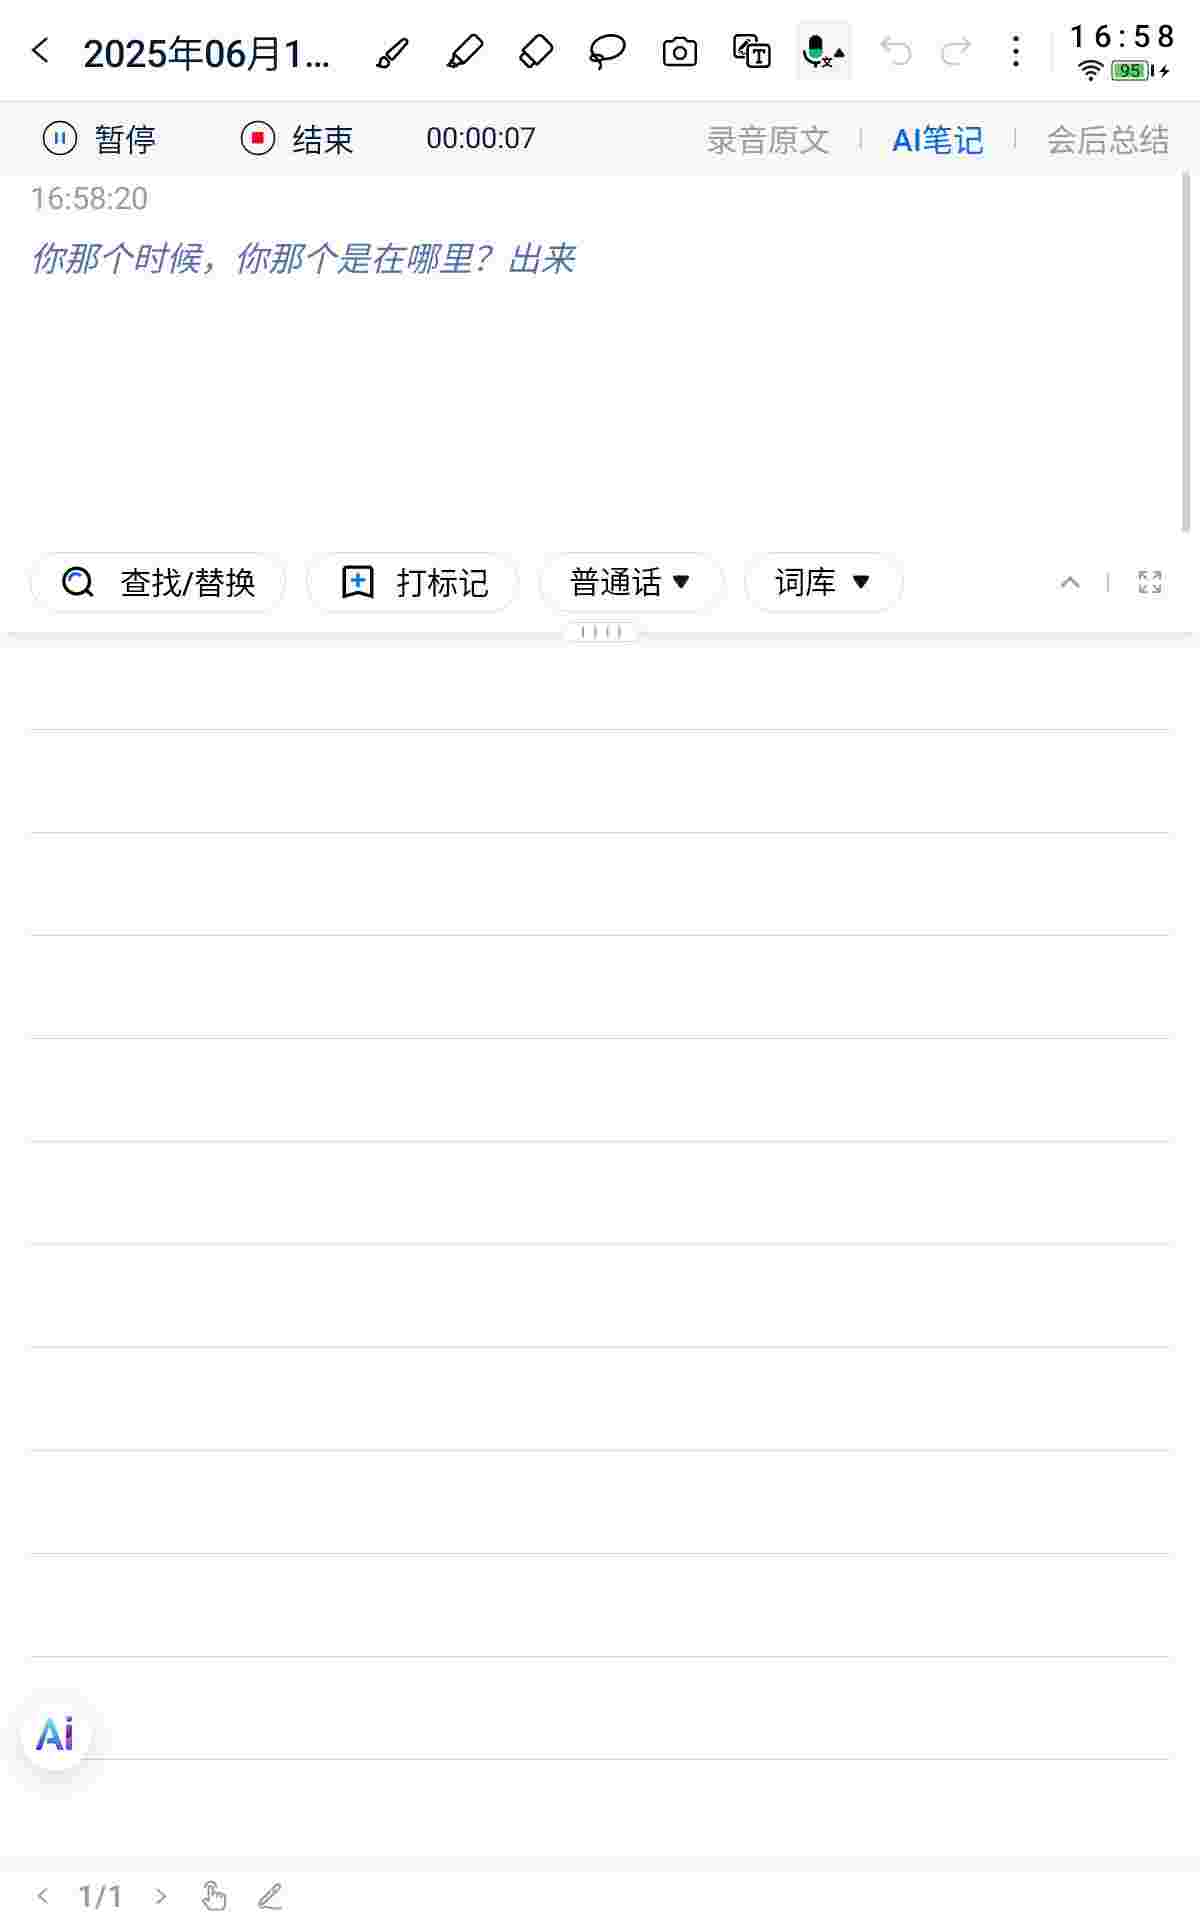 2025年06月1...
16:58
95
暂停
结束
00:00:07
录音原文
AI笔记
会后总结
16:58:20
你那个时候，你那个是在哪里？出来
查找/替换
打标记
普通话
词库
Ai
1/1